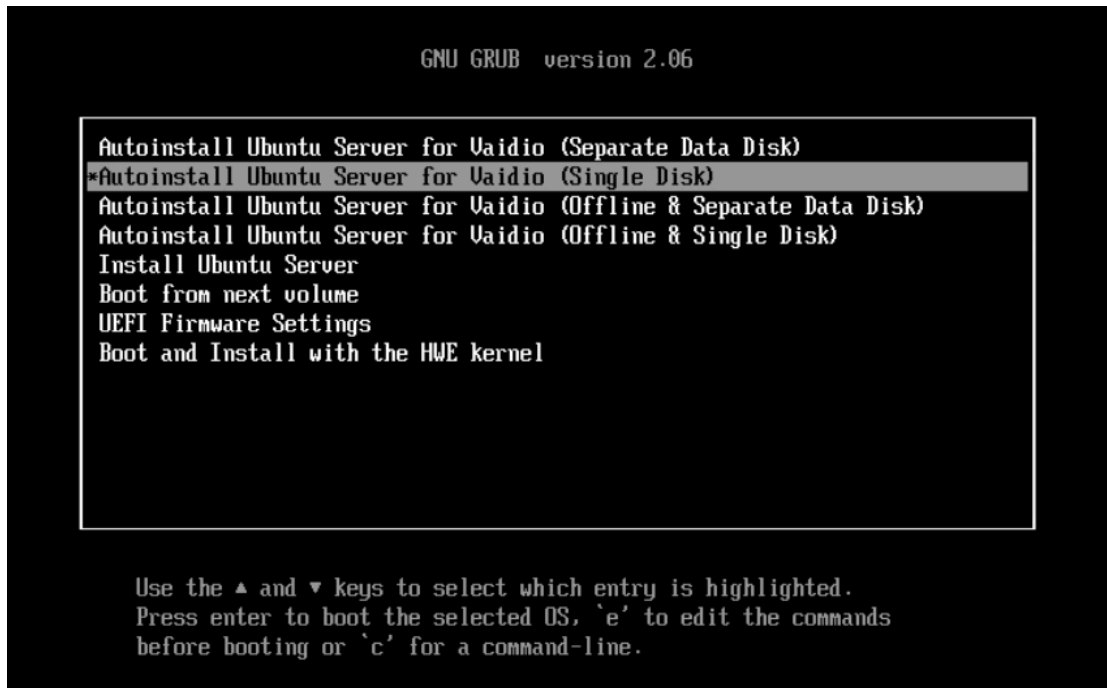 GNU GRUB version 2.06
Autoinstall Ubuntu Server for Vaidio (Separate Data Disk)
*Autoinstall Ubuntu Server for Vaidio (Single Disk)
Autoinstall Ubuntu Server for Vaidio (Offline & Separate Data Disk)
Autoinstall Ubuntu Server for Vaidio (Offline & Single Disk)
Install Ubuntu Server
Boot from next volume
UEFI Firmware Settings
Boot and Install with the HWE kernel
Use the ▲ and ▼ keys to select which entry is highlighted.
Press enter to boot the selected OS, `e' to edit the commands
before booting or `c' for a command-line.